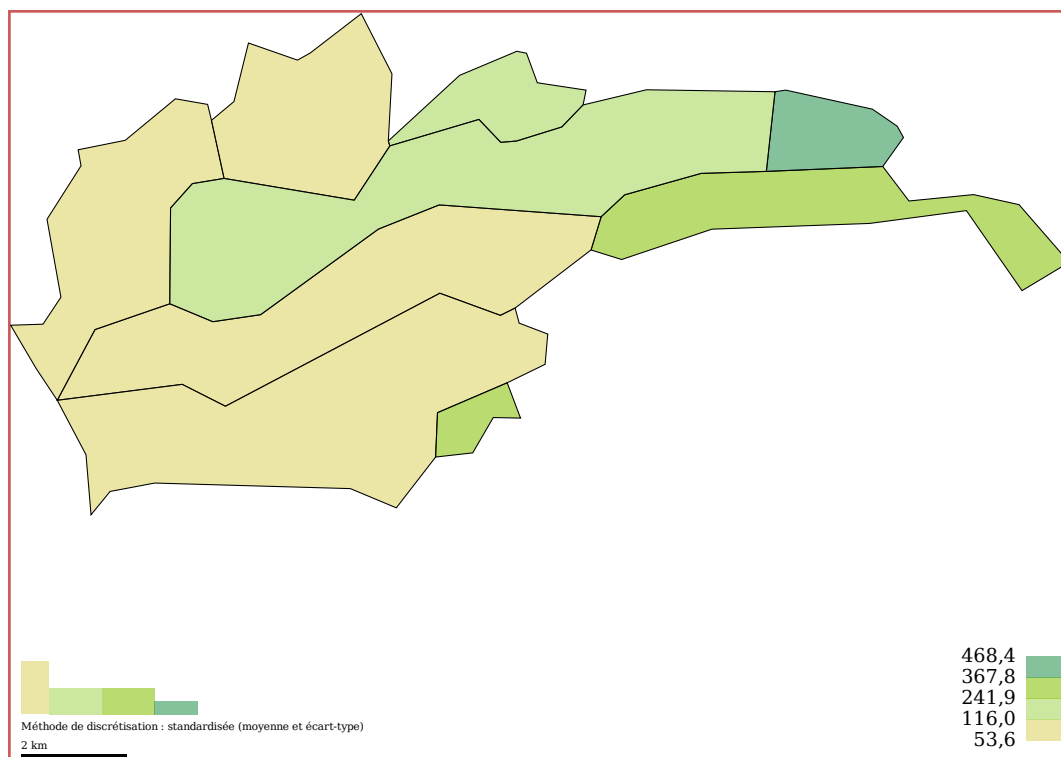 468,4
367,8
241,9
116,0
53,6
Méthode de discrétisation : standardisée (moyenne et écart-type)
2 km